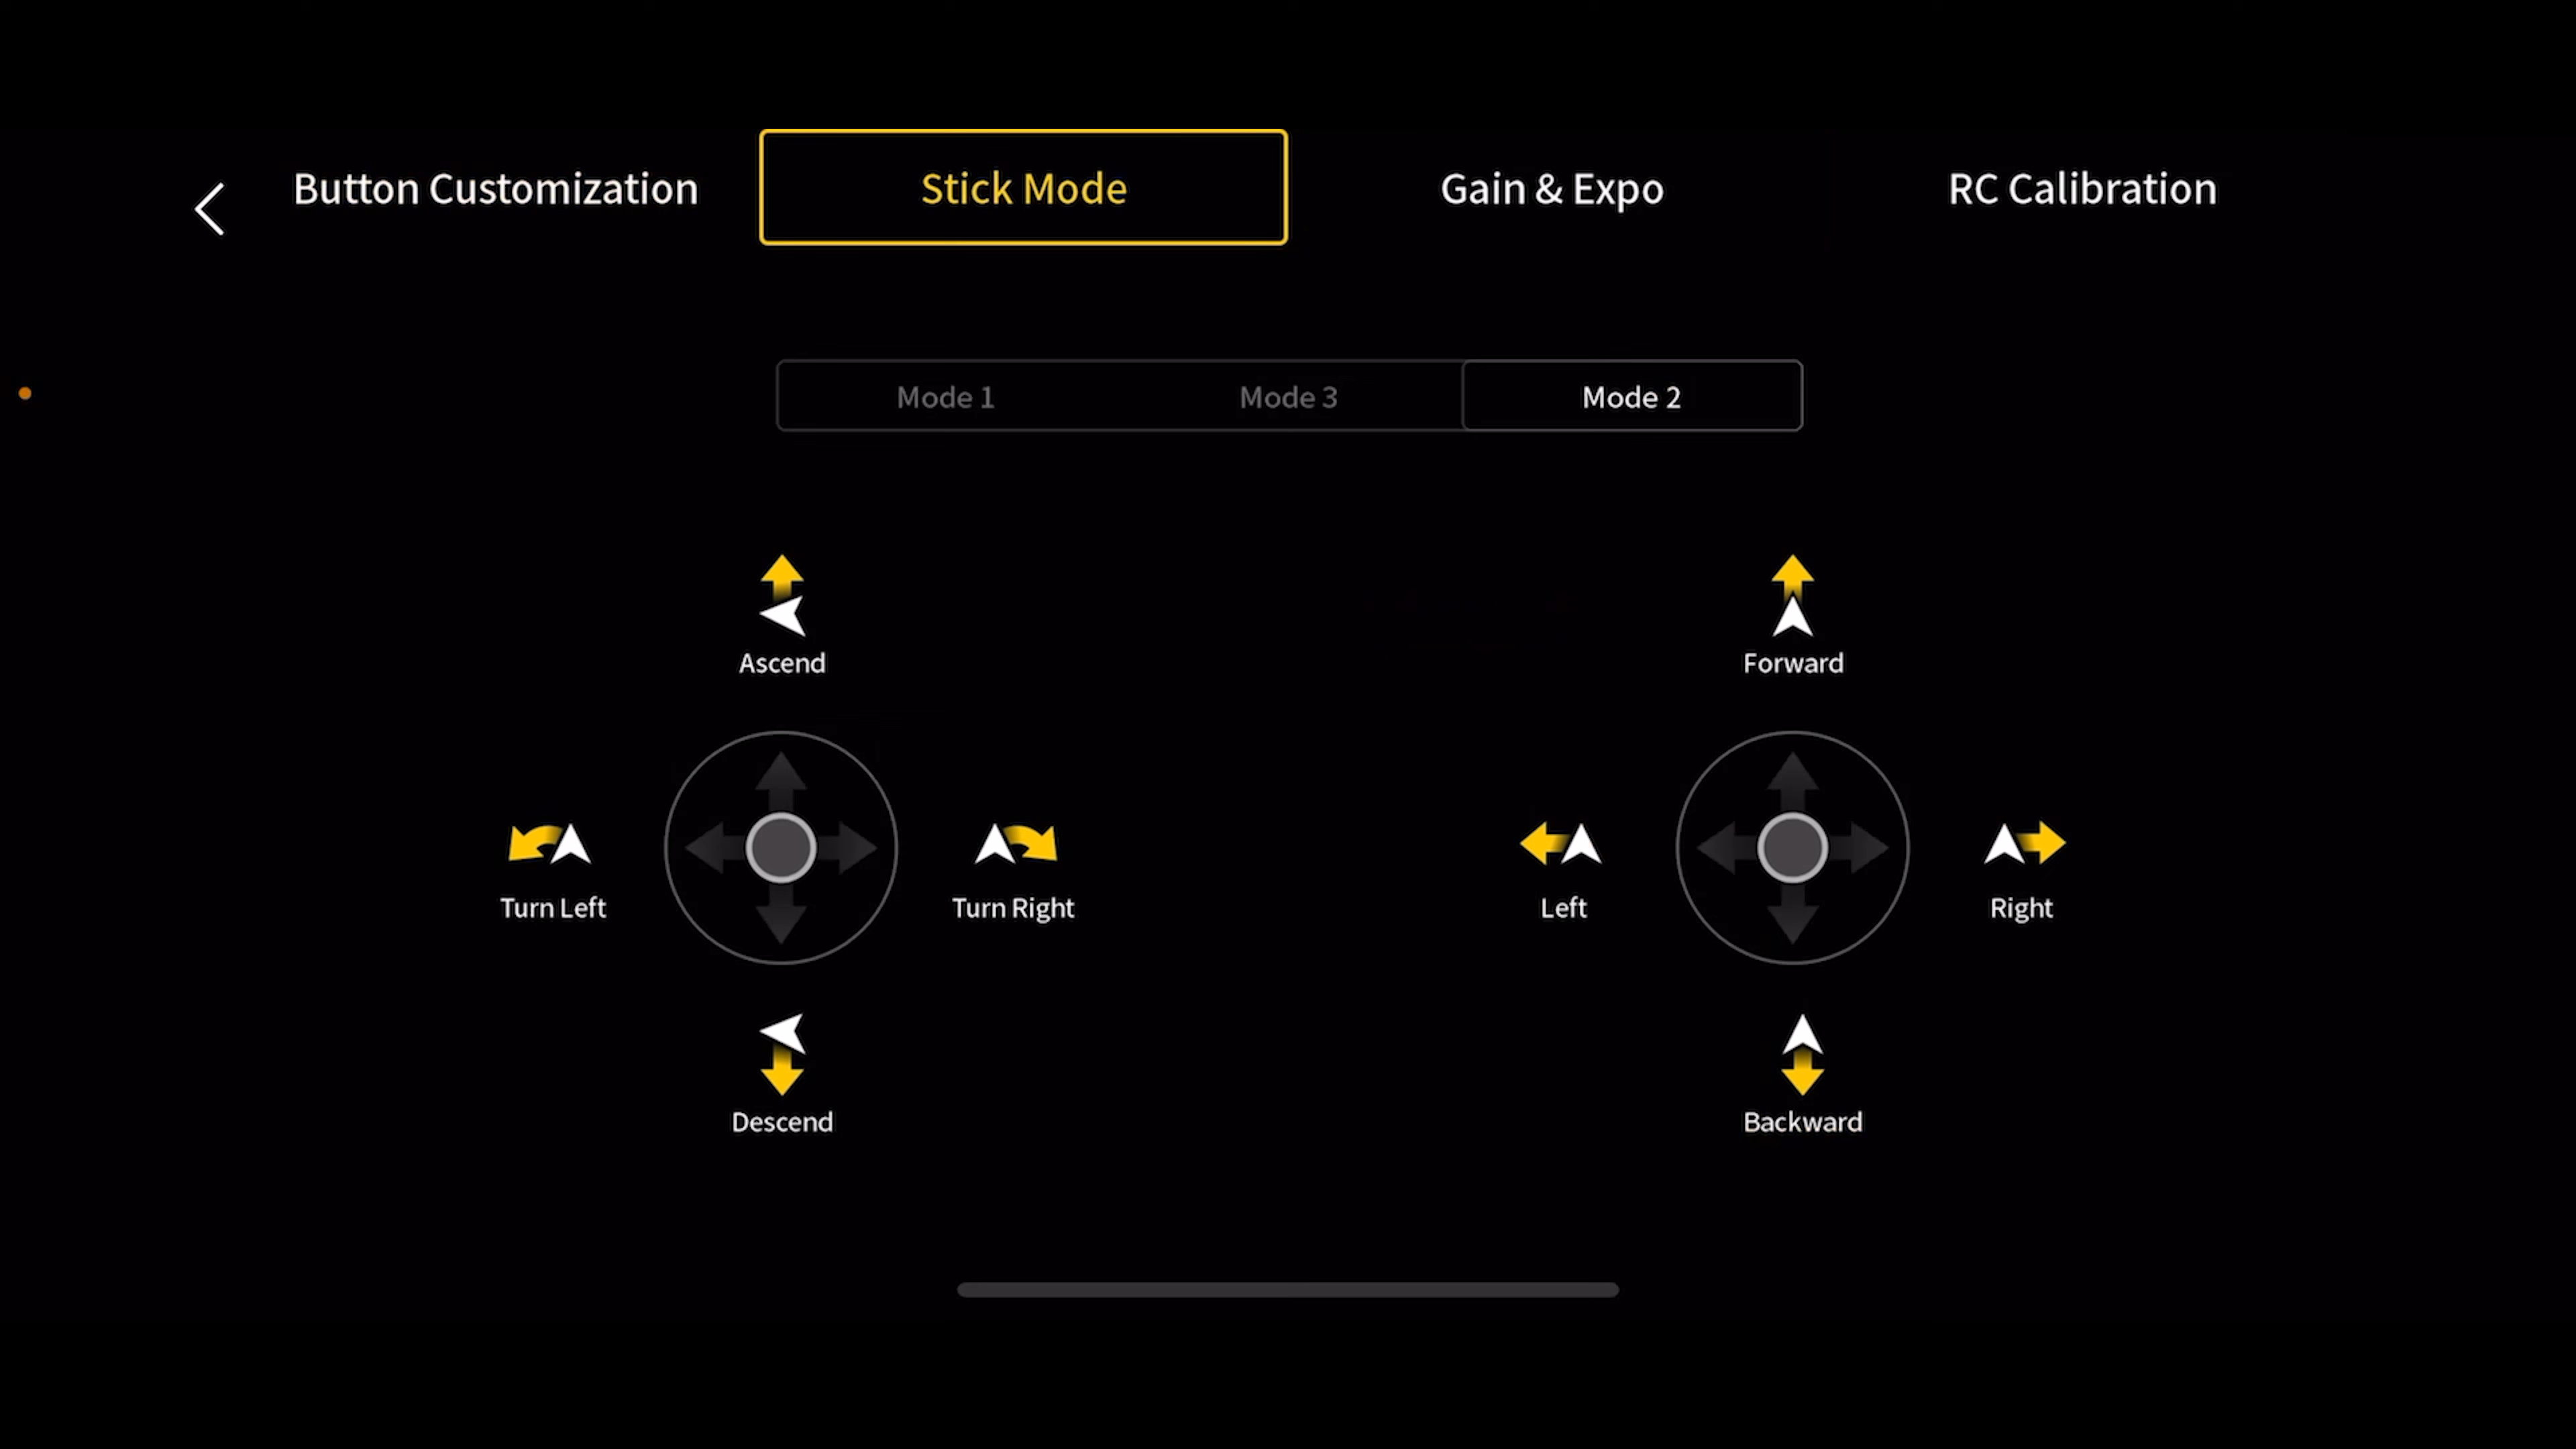 Button Customization
Stick Mode
Gain & Expo
RC Calibration
Mode 1
Mode 3
Mode 2
Ascend
Forward
Turn Left
Turn Right
Left
Right
Descend
Backward